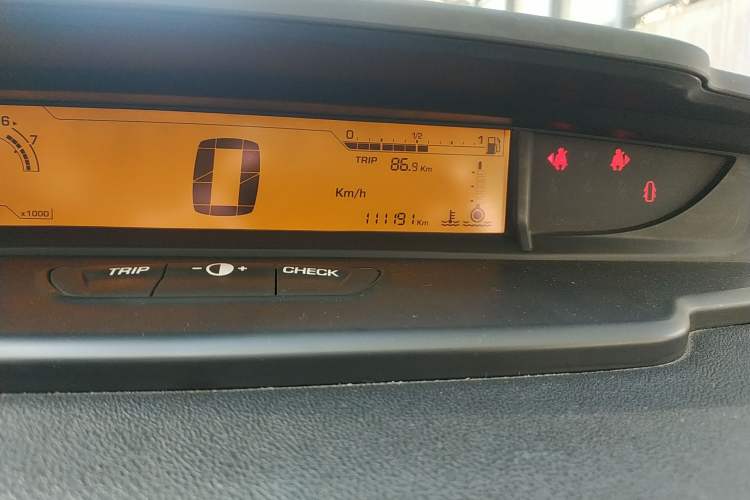 6 7
x1000
0
0 1/2 1
TRIP 86.9 Km
Km/h
111191 Km
TRIP - + CHECK